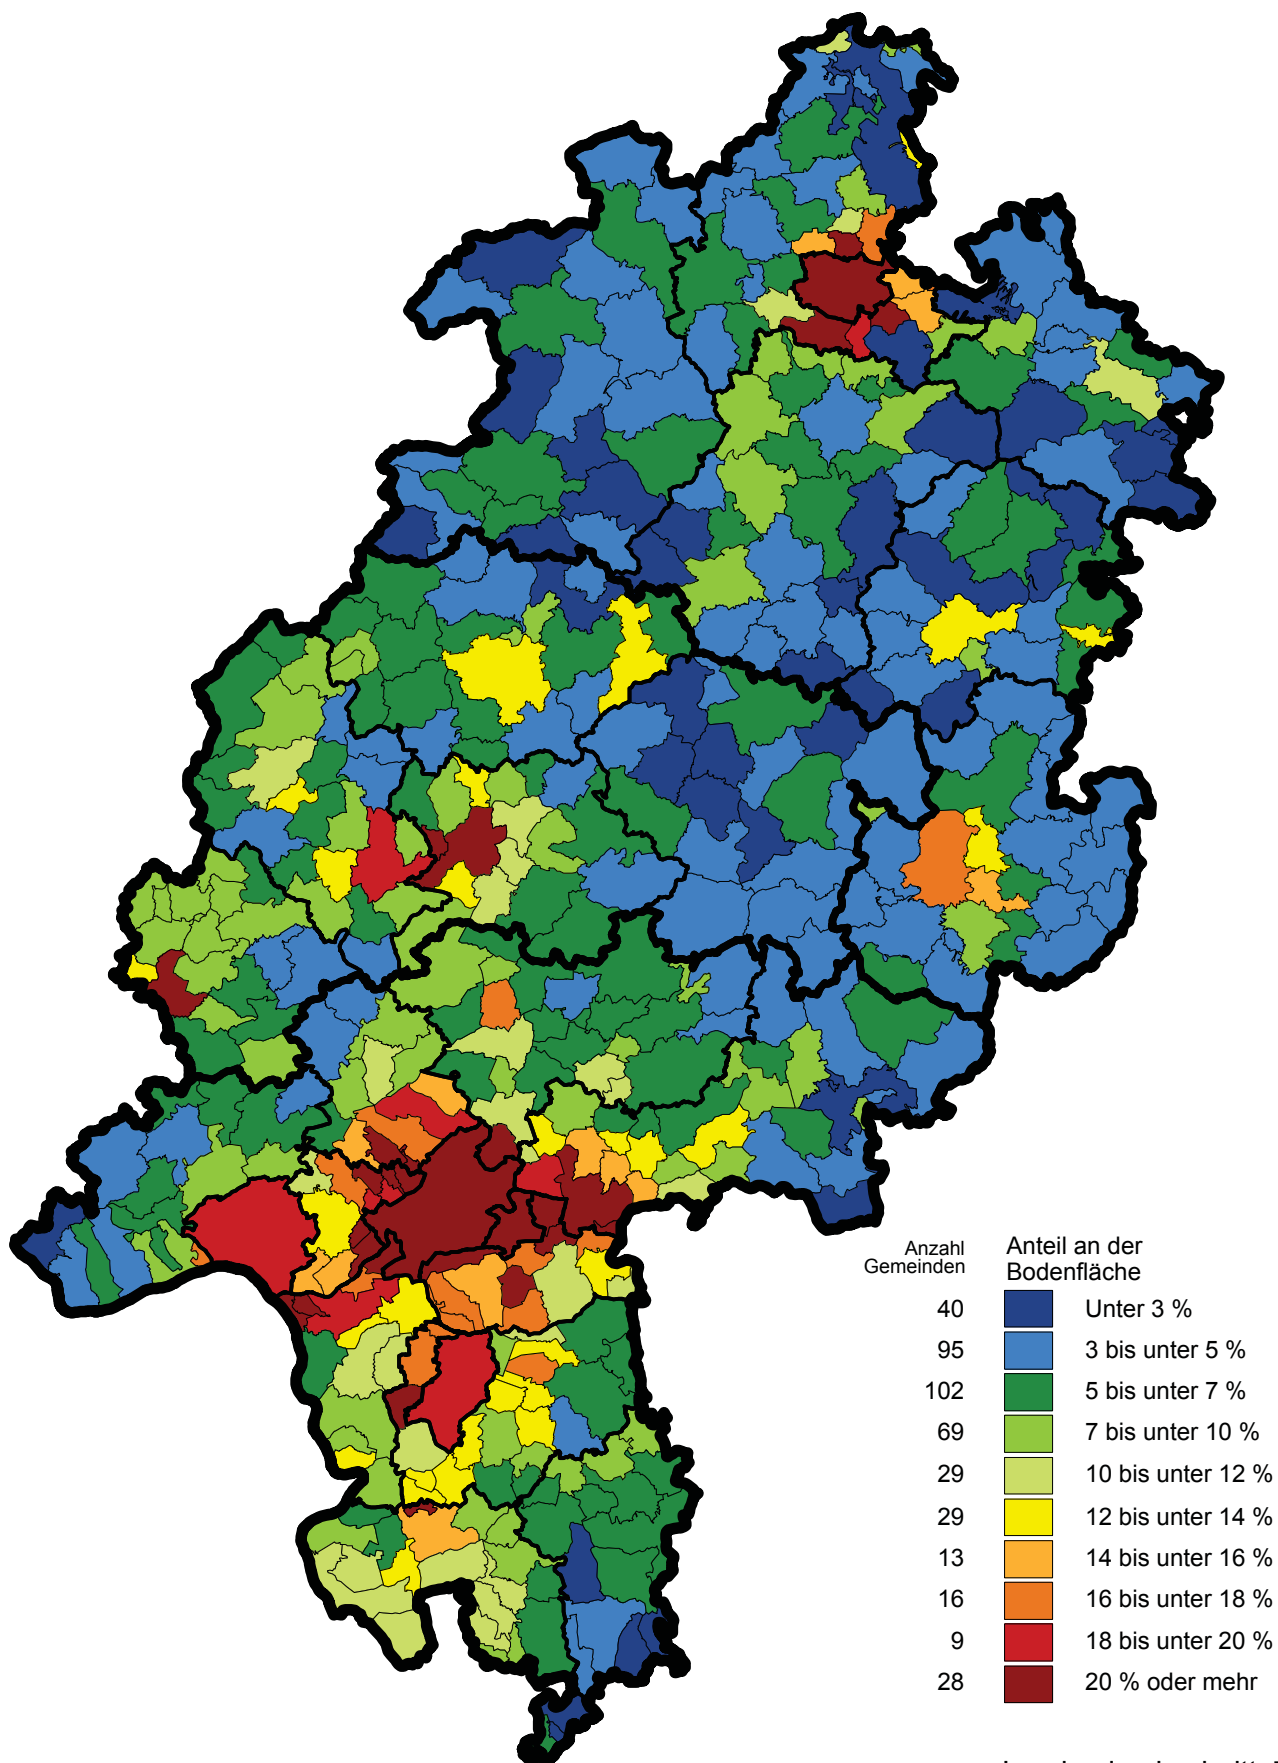 Anzahl
Gemeinden
Anteil an der
Bodenfläche
40 Unter 3 %
95 3 bis unter 5 %
102 5 bis unter 7 %
69 7 bis unter 10 %
29 10 bis unter 12 %
29 12 bis unter 14 %
13 14 bis unter 16 %
16 16 bis unter 18 %
9 18 bis unter 20 %
28 20 % oder mehr